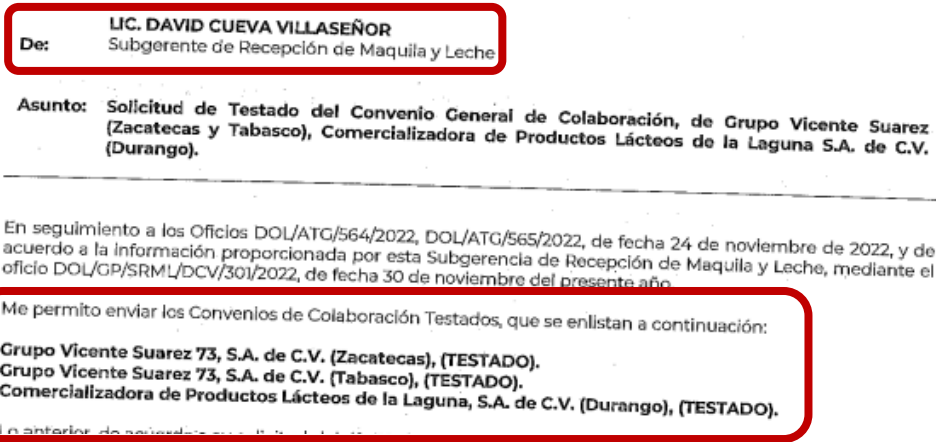 LIC. DAVID CUEVA VILLASEÑOR
De: Subgerente de Recepción de Maquila y Leche
Asunto: Solicitud de Testado del Convenio General de Colaboración, de Grupo Vicente Suarez
(Zacatecas y Tabasco), Comercializadora de Productos Lácteos de la Laguna S.A. de C.V.
(Durango).
En seguimiento a los Oficios DOL/ATG/564/2022, DOL/ATG/565/2022, de fecha 24 de noviembre de 2022, y de
acuerdo a la información proporcionada por esta Subgerencia de Recepción de Maquila y Leche, mediante el
oficio DOL/GP/SRML/DCV/301/2022, de fecha 30 de noviembre del presente año.
Me permito enviar los Convenios de Colaboración Testados, que se enlistan a continuación:
Grupo Vicente Suarez 73, S.A. de C.V. (Zacatecas), (TESTADO).
Grupo Vicente Suarez 73, S.A. de C.V. (Tabasco), (TESTADO).
Comercializadora de Productos Lácteos de la Laguna, S.A. de C.V. (Durango), (TESTADO).
Lo anterior, de